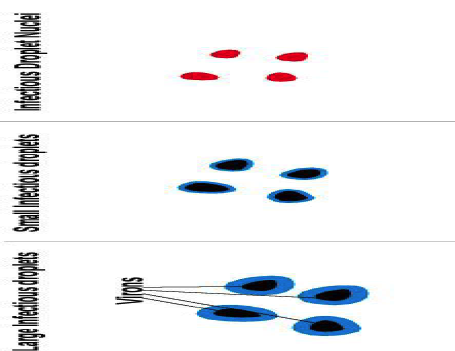 Infectious Droplet Nuclei
Small Infectious droplets
Large Infectious droplets
Virons